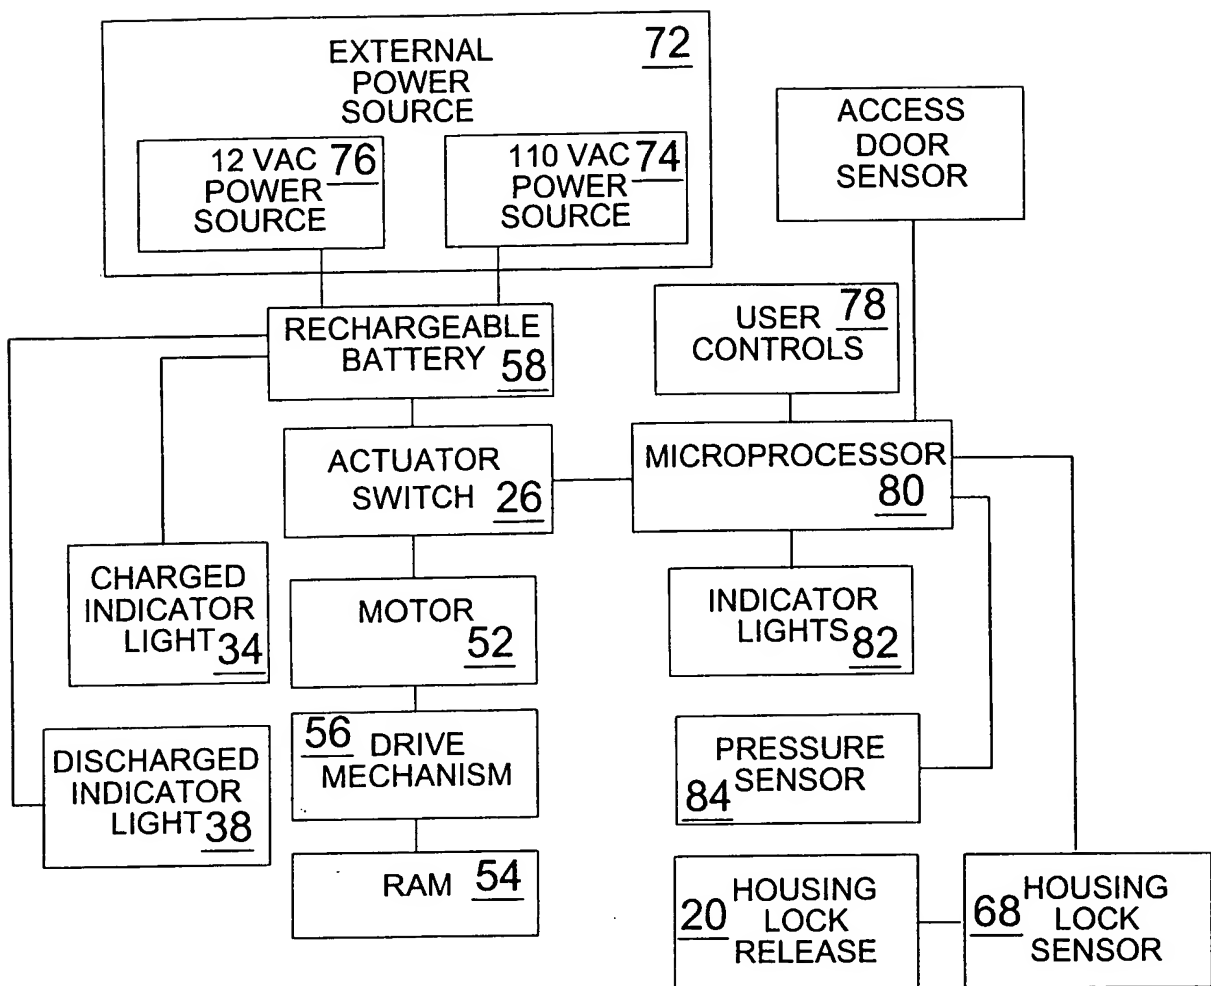 EXTERNAL
POWER
SOURCE
72
12 VAC
POWER
SOURCE
76
110 VAC
POWER
SOURCE
74
ACCESS
DOOR
SENSOR
RECHARGEABLE
BATTERY
58
USER
CONTROLS
78
ACTUATOR
SWITCH
26
MICROPROCESSOR
80
CHARGED
INDICATOR
LIGHT
34
MOTOR
52
INDICATOR
LIGHTS
82
DISCHARGED
INDICATOR
LIGHT
38
56
DRIVE
MECHANISM
PRESSURE
SENSOR
84
RAM
54
20
HOUSING
LOCK
RELEASE
68
HOUSING
LOCK
SENSOR